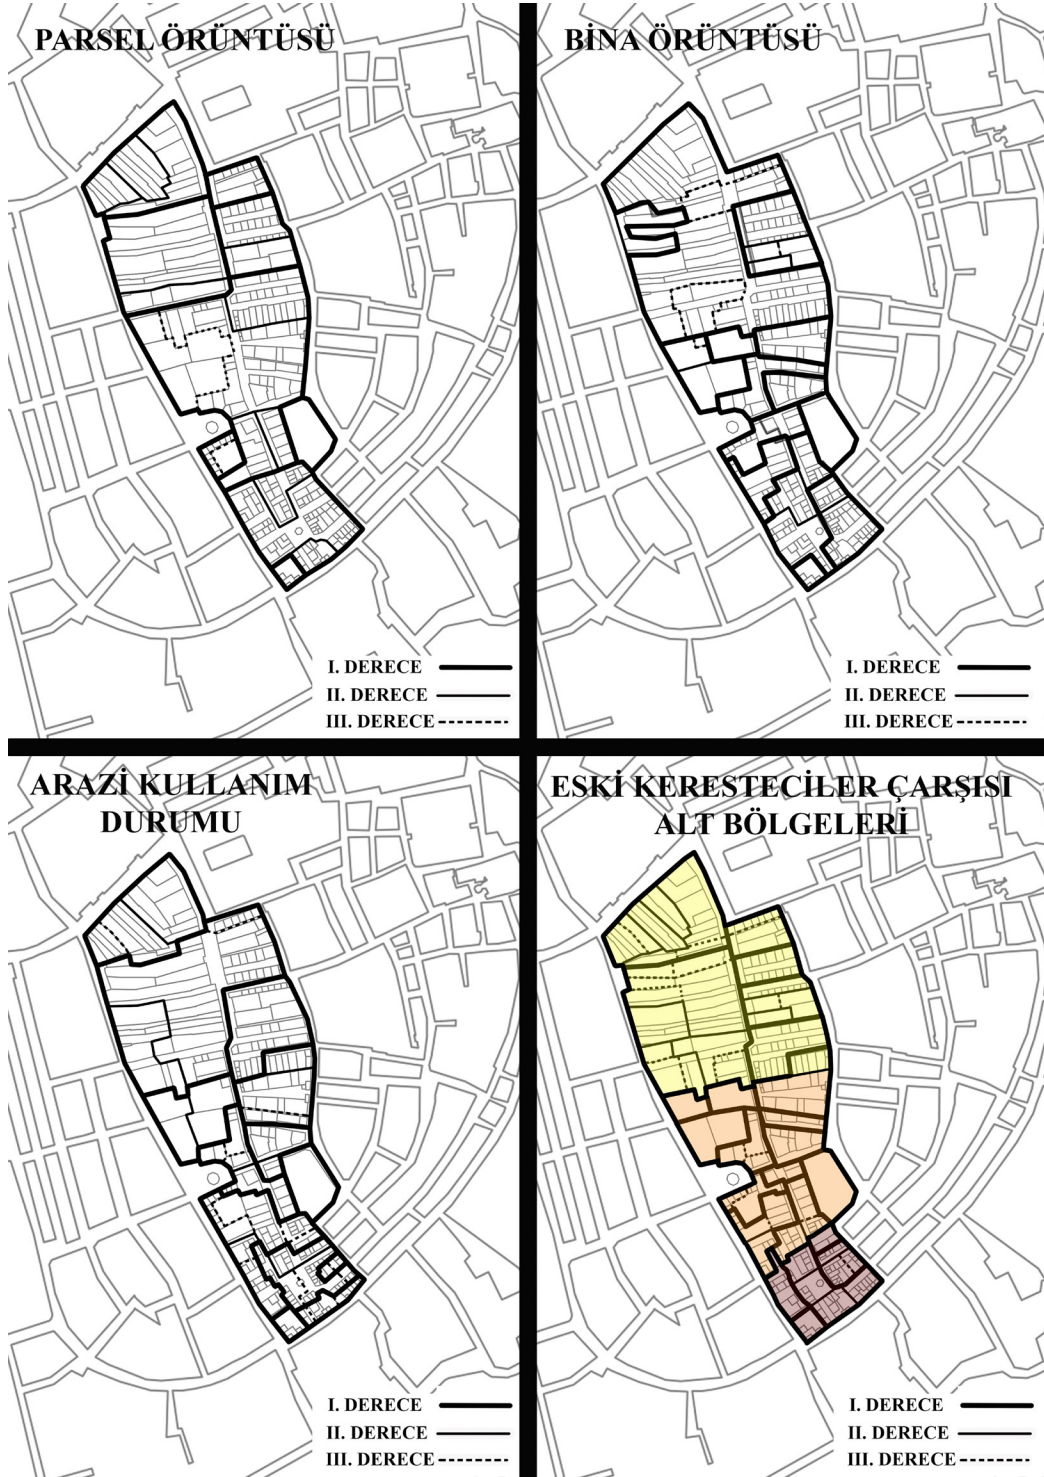 PARSEL ÖRÜNTÜSÜ
I. DERECE
II. DERECE
III. DERECE
BİNA ÖRÜNTÜSÜ
I. DERECE
II. DERECE
III. DERECE
ARAZİ KULLANIM
DURUMU
I. DERECE
II. DERECE
III. DERECE
ESKİ KERESTECİLER ÇARŞISI
ALT BÖLGELERİ
I. DERECE
II. DERECE
III. DERECE